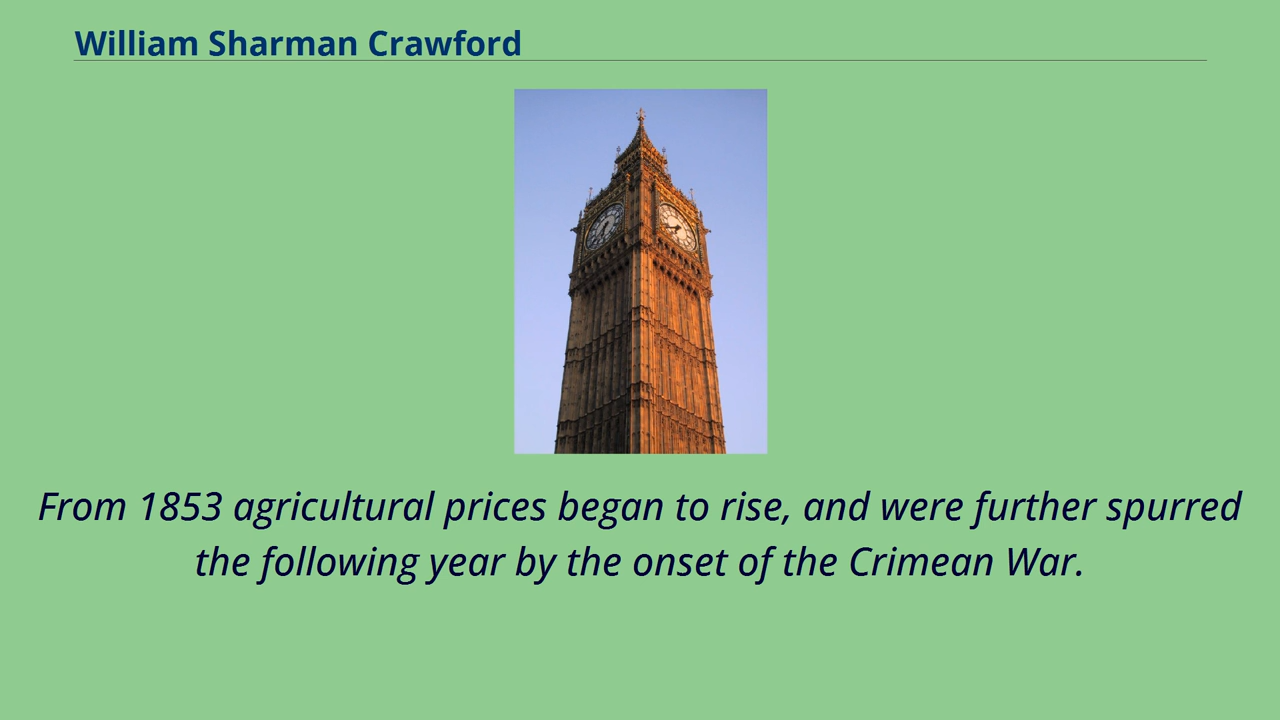 William Sharman Crawford
From 1853 agricultural prices began to rise, and were further spurred
the following year by the onset of the Crimean War.